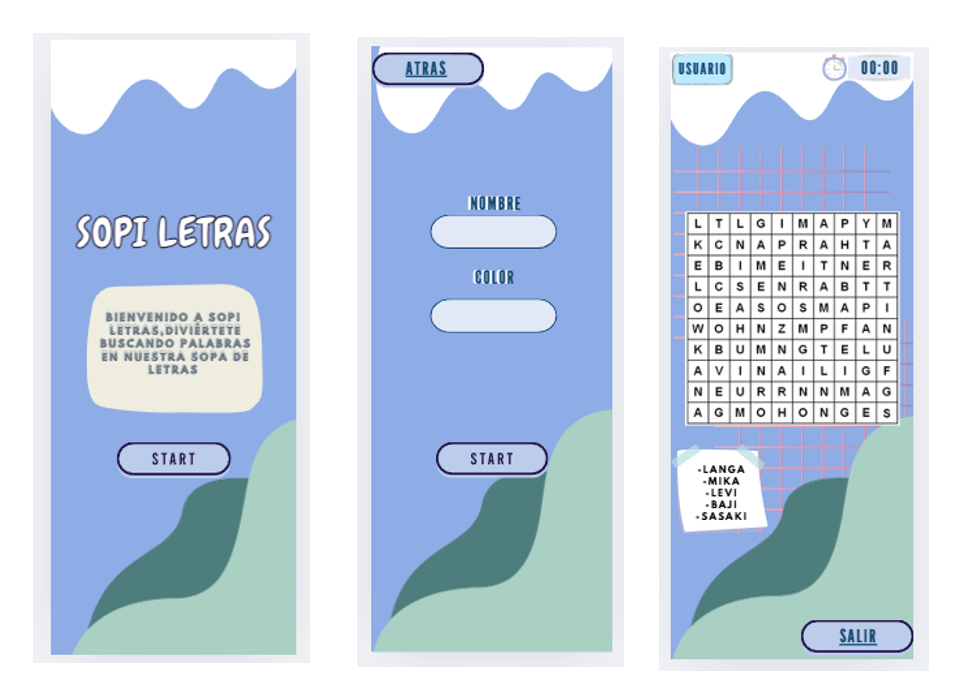 SOPI LETRAS
BIENVENIDO A SOPI
LETRAS,DIVIÉRTETE
BUSCANDO PALABRAS
EN NUESTRA SOPA DE
LETRAS
START
ATRAS
NOMBRE
COLOR
START
USUARIO
00:00
L T L G I M A P Y M
K C N A P R A H T A
E B I M E I T N E R
L C S E N R A B T T
O E A S O S M A P I
W O H N Z M P F A N
K B U M N G T E L U
A V I N A I L I G F
N E U R R N N M A G
A G M O H O N G E S
-LANGA
-MIKA
-LEVI
-BAJI
-SASAKI
SALIR